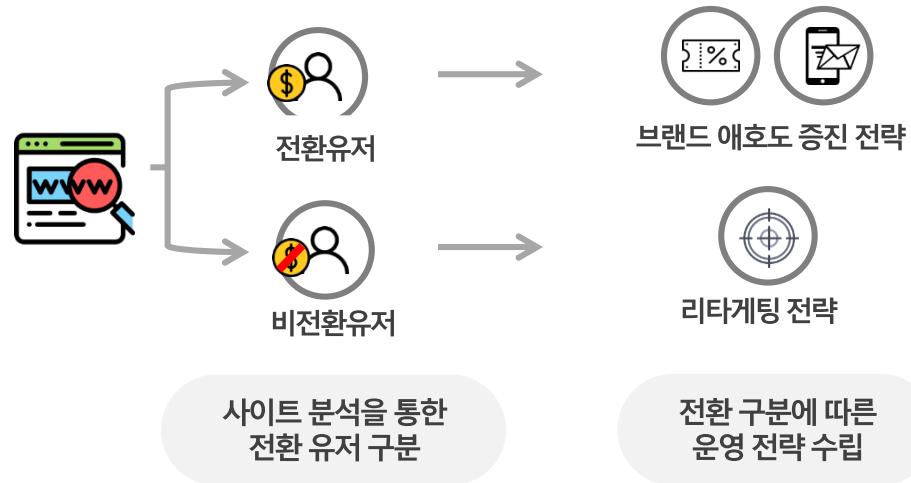 WWW
전환유저
브랜드 애호도 증진 전략
비전환유저
리타게팅 전략
사이트 분석을 통한
전환 유저 구분
전환 구분에 따른
운영 전략 수립